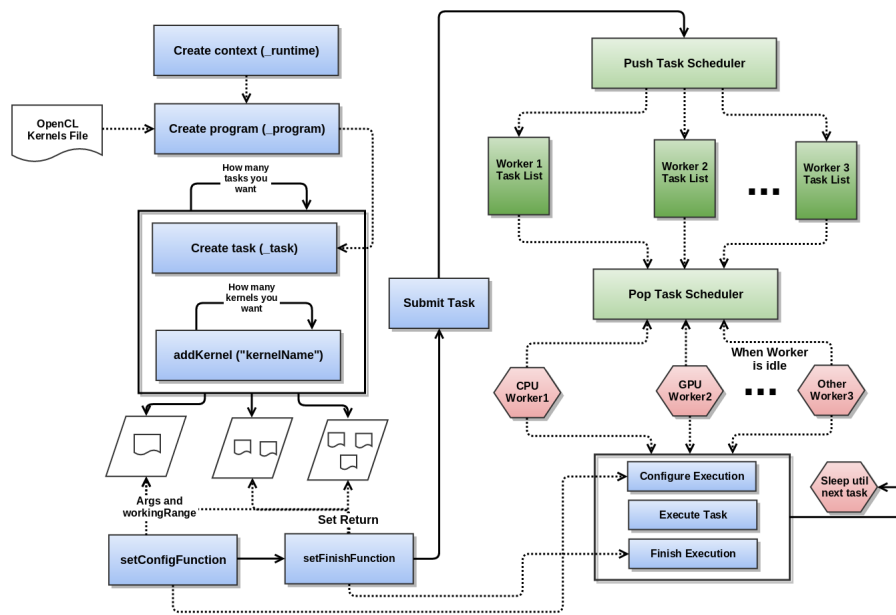 Create context (_runtime)
OpenCL
Kernels File
Create program (_program)
How many
tasks you
want
Create task (_task)
How many
kernels you
want
addKernel ("kernelName")
Args and
workingRange
Set Return
setConfigFunction
setFinishFunction
Submit Task
Push Task Scheduler
Worker 1
Task List
Worker 2
Task List
...
Worker 3
Task List
Pop Task Scheduler
When Worker
is idle
CPU
Worker1
GPU
Worker2
...
Other
Worker3
Configure Execution
Execute Task
Finish Execution
Sleep util
next task